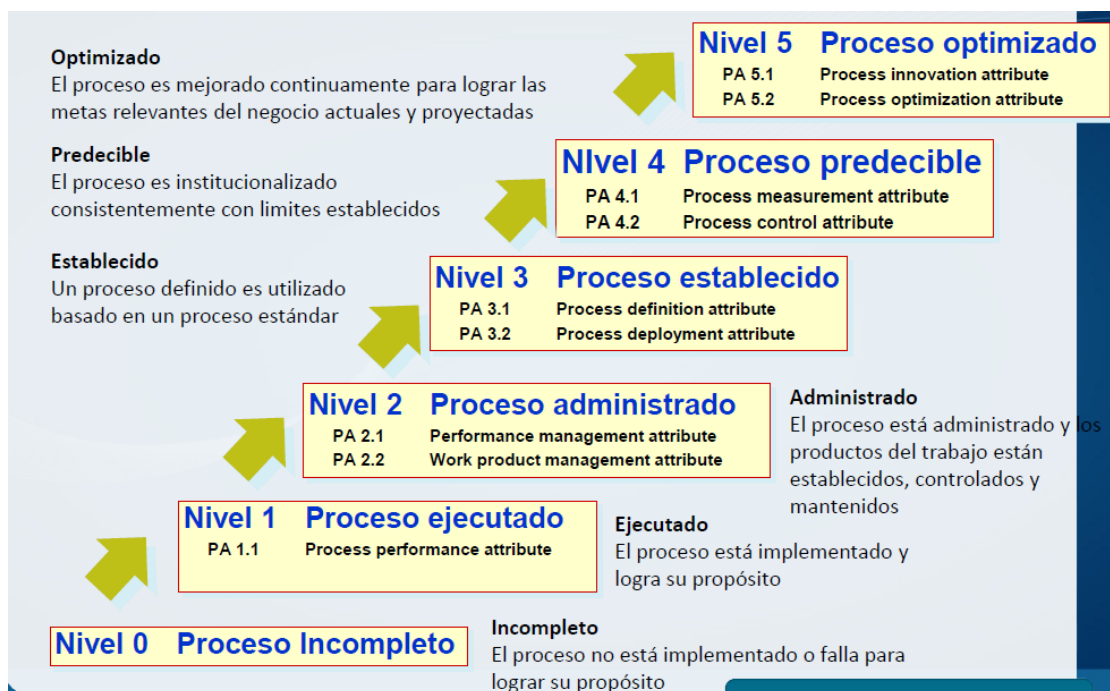 Nivel 5 Proceso optimizado
PA 5.1 Process innovation attribute
PA 5.2 Process optimization attribute
Optimizado
El proceso es mejorado continuamente para lograr las
metas relevantes del negocio actuales y proyectadas
NIvel 4 Proceso predecible
PA 4.1 Process measurement attribute
PA 4.2 Process control attribute
Predecible
El proceso es institucionalizado
consistentemente con limites establecidos
Nivel 3 Proceso establecido
PA 3.1 Process definition attribute
PA 3.2 Process deployment attribute
Establecido
Un proceso definido es utilizado
basado en un proceso estándar
Nivel 2 Proceso administrado
PA 2.1 Performance management attribute
PA 2.2 Work product management attribute
Administrado
El proceso está administrado y los
productos del trabajo están
establecidos, controlados y
mantenidos
Nivel 1 Proceso ejecutado
PA 1.1 Process performance attribute
Ejecutado
El proceso está implementado y
logra su propósito
Nivel 0 Proceso Incompleto
Incompleto
El proceso no está implementado o falla para
lograr su propósito